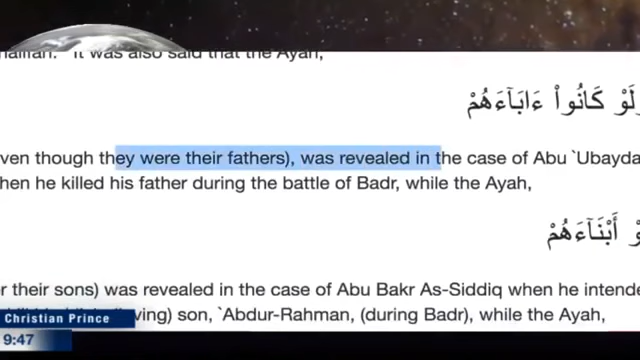 It was also said that the Ayah,
وَلَوْ كَانُواْ ءَابَآءَهُمْ
ven though they were their fathers), was revealed in the case of Abu `Ubayda
hen he killed his father during the battle of Badr, while the Ayah,
أَبْنَآءَهُمْ
r their sons) was revealed in the case of Abu Bakr As-Siddiq when he intende
ving) son, `Abdur-Rahman, (during Badr), while the Ayah,
Christian Prince
9:47